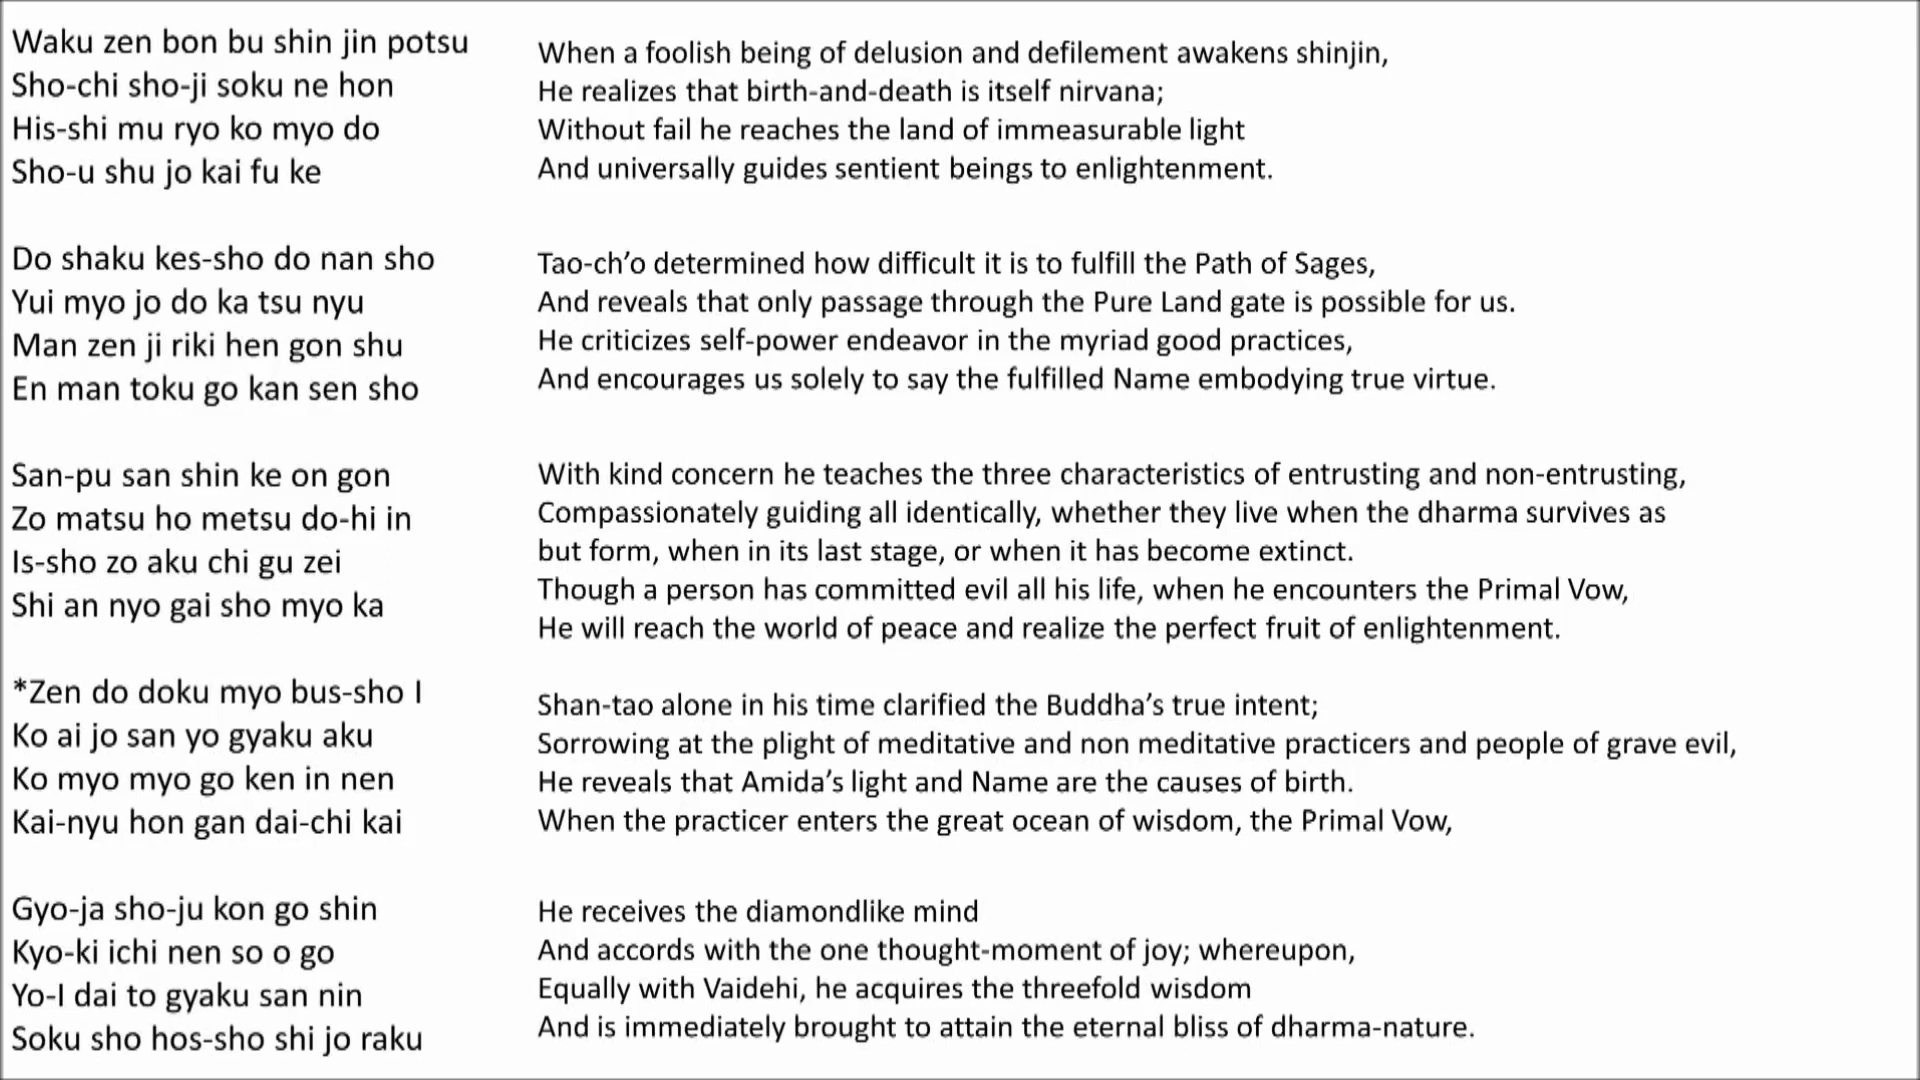 Waku zen bon bu shin jin potsu
Sho-chi sho-ji soku ne hon
His-shi mu ryo ko myo do
Sho-u shu jo kai fu ke
When a foolish being of delusion and defilement awakens shinjin,
He realizes that birth-and-death is itself nirvana;
Without fail he reaches the land of immeasurable light
And universally guides sentient beings to enlightenment.
Do shaku kes-sho do nan sho
Yui myo jo do ka tsu nyu
Man zen ji riki hen gon shu
En man toku go kan sen sho
Tao-ch’o determined how difficult it is to fulfill the Path of Sages,
And reveals that only passage through the Pure Land gate is possible for us.
He criticizes self-power endeavor in the myriad good practices,
And encourages us solely to say the fulfilled Name embodying true virtue.
San-pu san shin ke on gon
Zo matsu ho metsu do-hi in
Is-sho zo aku chi gu zei
Shi an nyo gai sho myo ka
With kind concern he teaches the three characteristics of entrusting and non-entrusting,
Compassionately guiding all identically, whether they live when the dharma survives as
but form, when in its last stage, or when it has become extinct.
Though a person has committed evil all his life, when he encounters the Primal Vow,
He will reach the world of peace and realize the perfect fruit of enlightenment.
*Zen do doku myo bus-sho I
Ko ai jo san yo gyaku aku
Ko myo myo go ken in nen
Kai-nyu hon gan dai-chi kai
Shan-tao alone in his time clarified the Buddha’s true intent;
Sorrowing at the plight of meditative and non meditative practicers and people of grave evil,
He reveals that Amida’s light and Name are the causes of birth.
When the practicer enters the great ocean of wisdom, the Primal Vow,
Gyo-ja sho-ju kon go shin
Kyo-ki ichi nen so o go
Yo-I dai to gyaku san nin
Soku sho hos-sho shi jo raku
He receives the diamondlike mind
And accords with the one thought-moment of joy; whereupon,
Equally with Vaidehi, he acquires the threefold wisdom
And is immediately brought to attain the eternal bliss of dharma-nature.